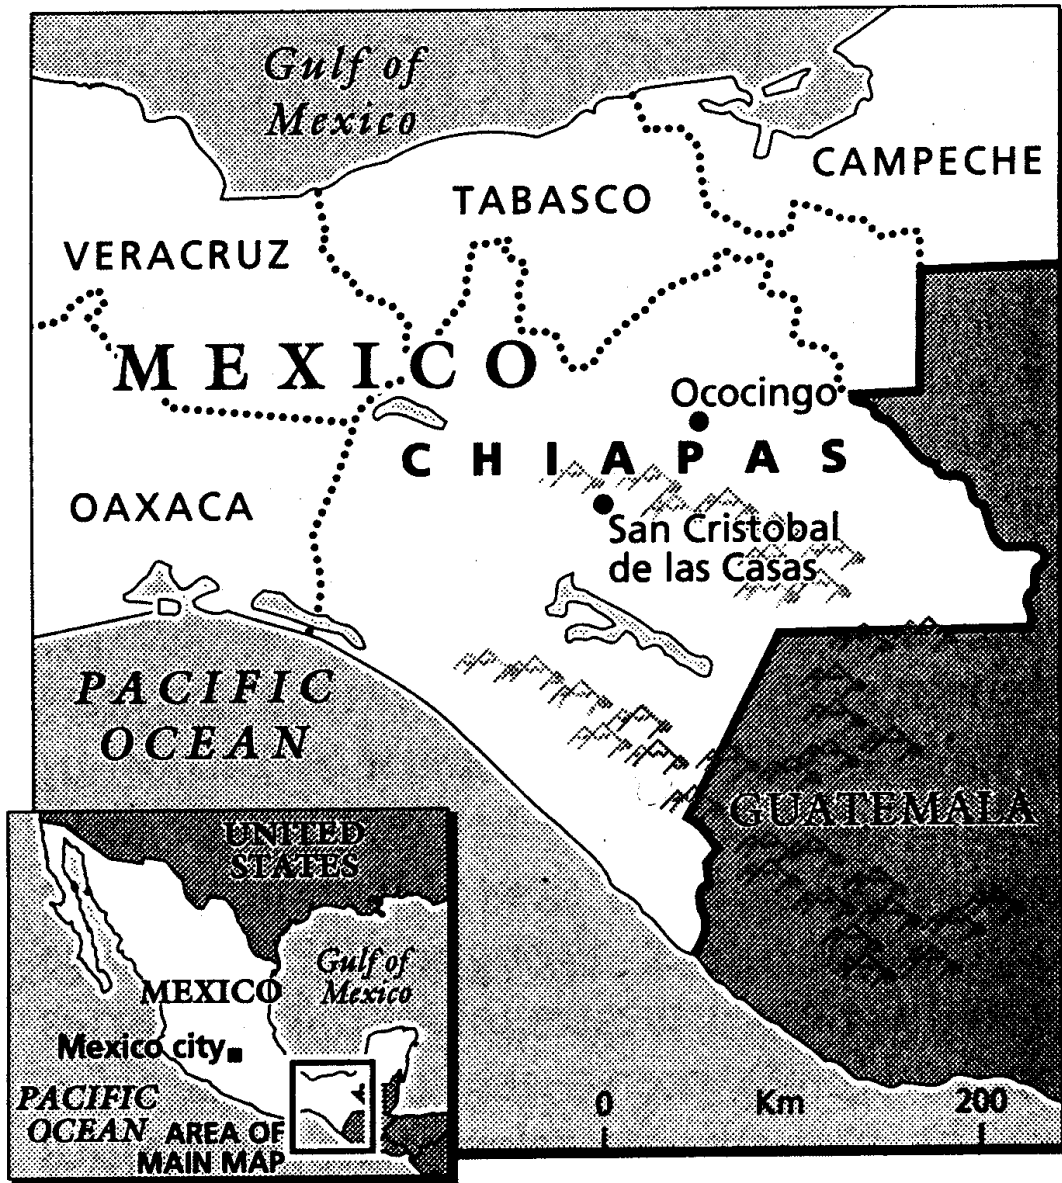 Gulf of
Mexico
CAMPECHE
TABASCO
VERACRUZ
MEXICO
Ococingo
CHIAPAS
OAXACA
San Cristobal
de las Casas
PACIFIC
OCEAN
GUATEMALA
UNITED
STATES
Gulf of
Mexico
MEXICO
Mexico city
PACIFIC
OCEAN
AREA OF
MAIN MAP
0 Km 200